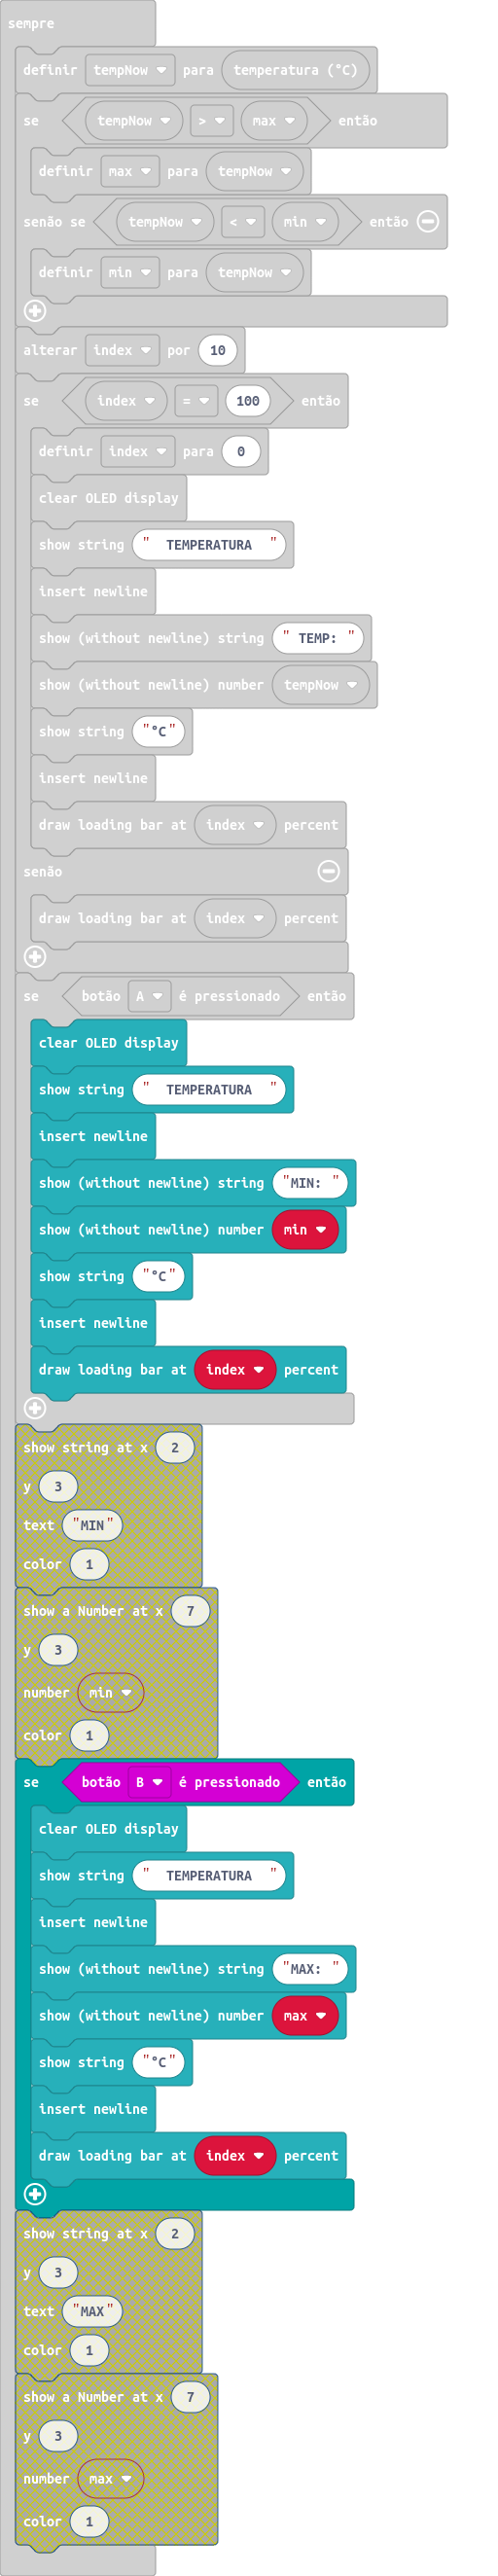 sempre
definir tempNow para temperatura (°C)
se tempNow > max então
definir max para tempNow
senão se tempNow < min então
definir min para tempNow
alterar index por 10
se index = 100 então
definir index para 0
clear OLED display
show string " TEMPERATURA "
insert newline
show (without newline) string " TEMP: "
show (without newline) number tempNow
show string "°C"
insert newline
draw loading bar at index percent
senão
draw loading bar at index percent
se botão A é pressionado então
clear OLED display
show string " TEMPERATURA "
insert newline
show (without newline) string "MIN: "
show (without newline) number min
show string "°C"
insert newline
draw loading bar at index percent
show string at x 2
y 3
text "MIN"
color 1
show a Number at x 7
y 3
number min
color 1
se botão B é pressionado então
clear OLED display
show string " TEMPERATURA "
insert newline
show (without newline) string "MAX: "
show (without newline) number max
show string "°C"
insert newline
draw loading bar at index percent
show string at x 2
y 3
text "MAX"
color 1
show a Number at x 7
y 3
number max
color 1